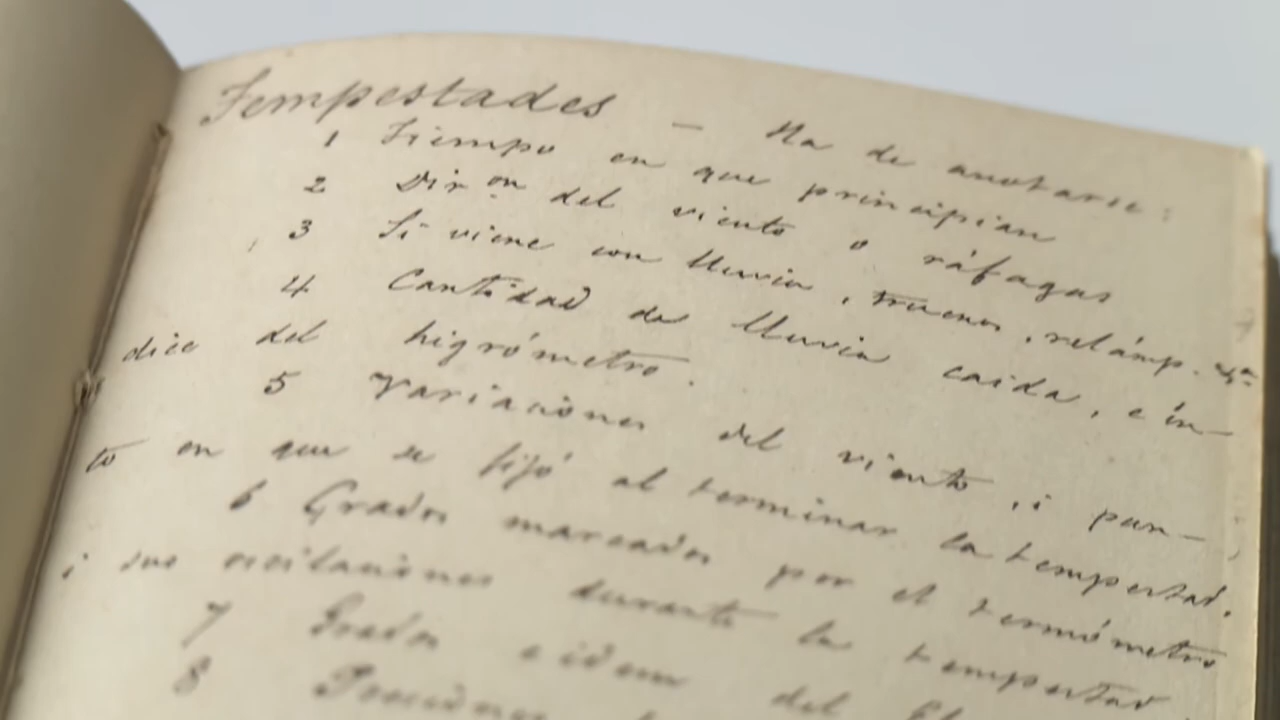 Tempestades — Ha de anotarse:
1 Tiempo en que principian
2 Dir.on del viento o ráfagas
3 Si viene con lluvia, truenos, relámp. &a
4 Cantidad de lluvia caida, e ín-
dice del higrómetro.
5 Variaciones del viento, i pun-
to en que se fijó al terminar la tempestad.
6 Grados marcados por el termómetro
i sus oscilaciones durante la tempestad
7 Grados e idem del
8